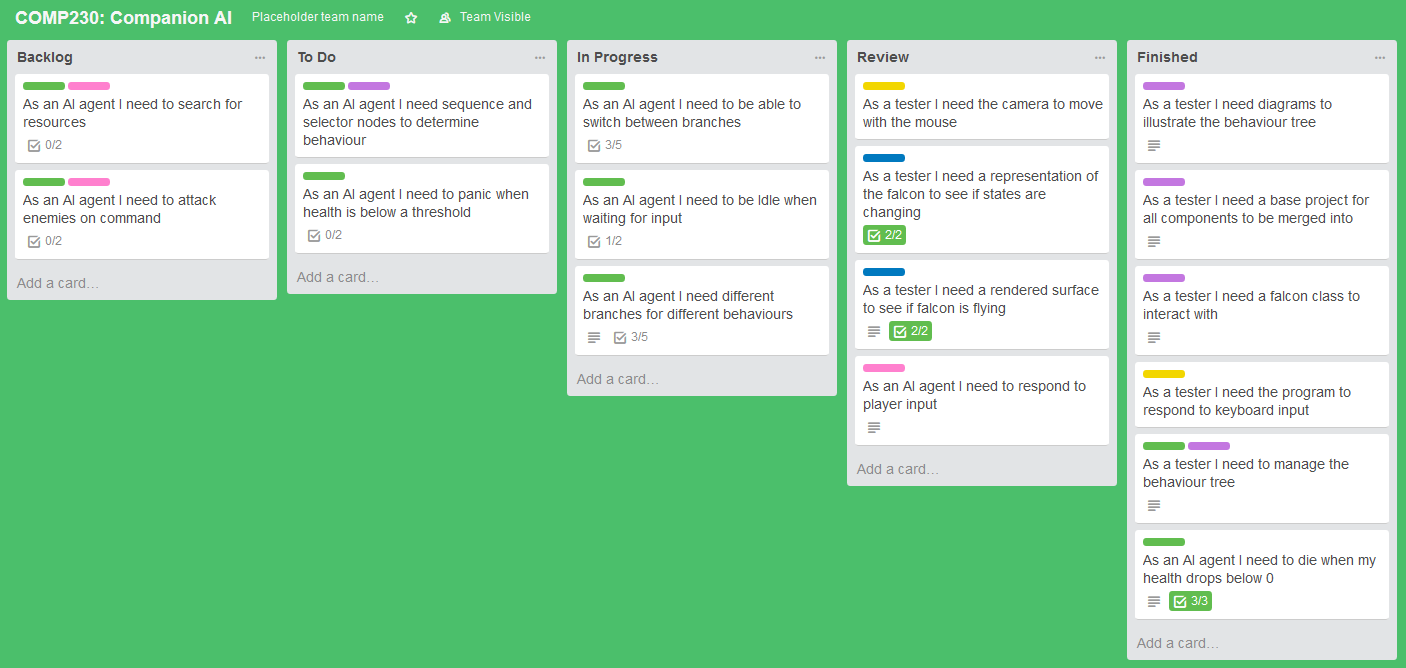 COMP230: Companion AI Placeholder team name Team Visible
Backlog
As an AI agent I need to search for
resources
0/2
As an AI agent I need to attack
enemies on command
0/2
Add a card…
To Do
As an AI agent I need sequence and
selector nodes to determine
behaviour
As an AI agent I need to panic when
health is below a threshold
0/2
Add a card…
In Progress
As an AI agent I need to be able to
switch between branches
3/5
As an AI agent I need to be Idle when
waiting for input
1/2
As an AI agent I need different
branches for different behaviours
3/5
Add a card…
Review
As a tester I need the camera to move
with the mouse
As a tester I need a representation of
the falcon to see if states are
changing
2/2
As a tester I need a rendered surface
to see if falcon is flying
2/2
As an AI agent I need to respond to
player input
Add a card…
Finished
As a tester I need diagrams to
illustrate the behaviour tree
As a tester I need a base project for
all components to be merged into
As a tester I need a falcon class to
interact with
As a tester I need the program to
respond to keyboard input
As a tester I need to manage the
behaviour tree
As an AI agent I need to die when my
health drops below 0
3/3
Add a card…